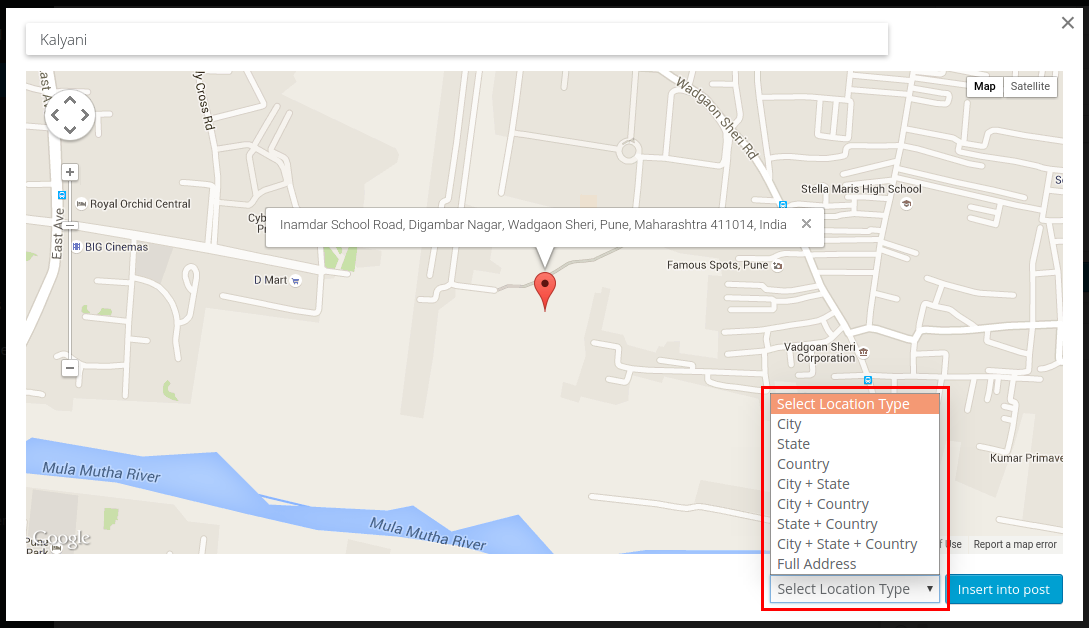 Kalyani
Map
Satellite
East Ave
dy Cross Rd
Wadgaon Sheri Rd
Stella Maris High School
Royal Orchid Central
East Ave
BIG Cinemas
Inamdar School Road, Digambar Nagar, Wadgaon Sheri, Pune, Maharashtra 411014, India
Famous Spots, Pune
D Mart
Vadgoan Sheri
Corporation
Select Location Type
City
State
Country
City + State
City + Country
State + Country
City + State + Country
Full Address
Kumar Primave
Mula Mutha River
Mula Mutha River
Google
Park
f Use
Report a map error
Select Location Type
Insert into post